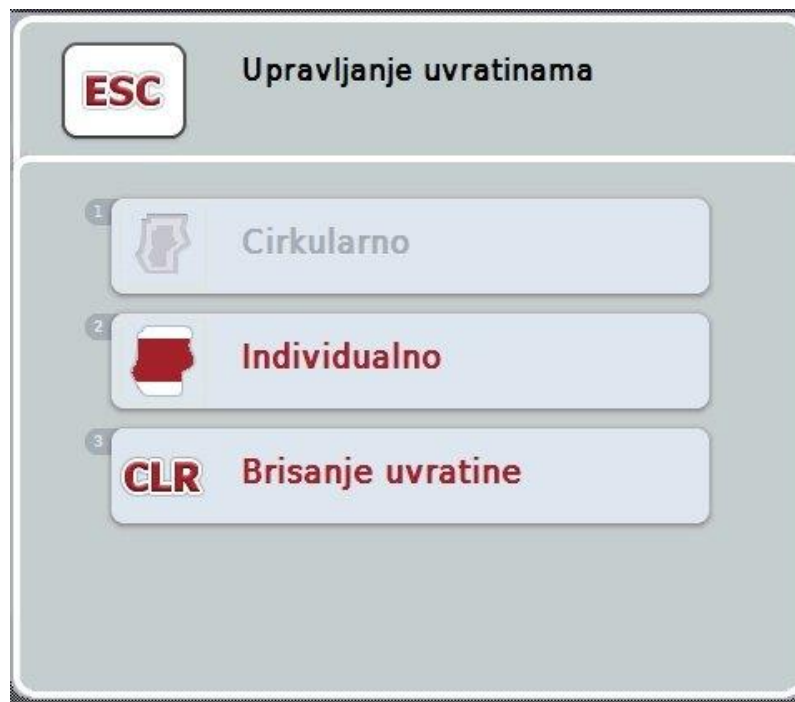 ESC
Upravljanje uvratinama
1
Cirkularno
2
Individualno
3
CLR
Brisanje uvratine